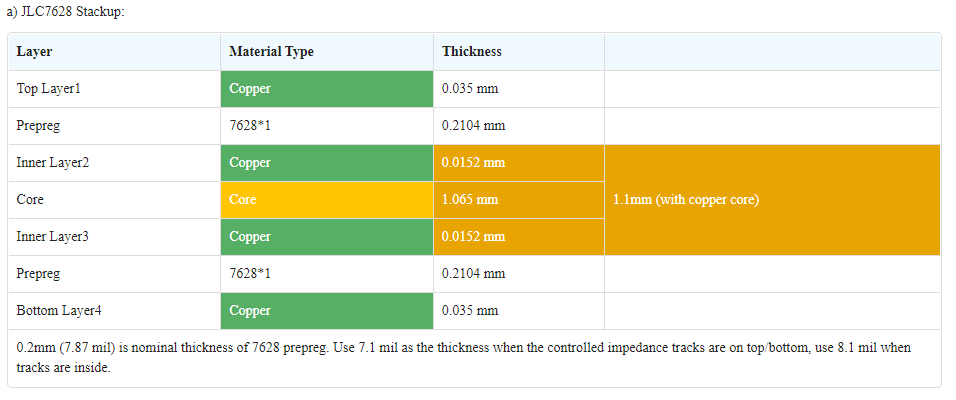 a) JLC7628 Stackup:
Layer Material Type Thickness
Top Layer1 Copper 0.035 mm
Prepreg 7628*1 0.2104 mm
Inner Layer2 Copper 0.0152 mm
Core Core 1.065 mm 1.1mm (with copper core)
Inner Layer3 Copper 0.0152 mm
Prepreg 7628*1 0.2104 mm
Bottom Layer4 Copper 0.035 mm
0.2mm (7.87 mil) is nominal thickness of 7628 prepreg. Use 7.1 mil as the thickness when the controlled impedance tracks are on top/bottom, use 8.1 mil when
tracks are inside.